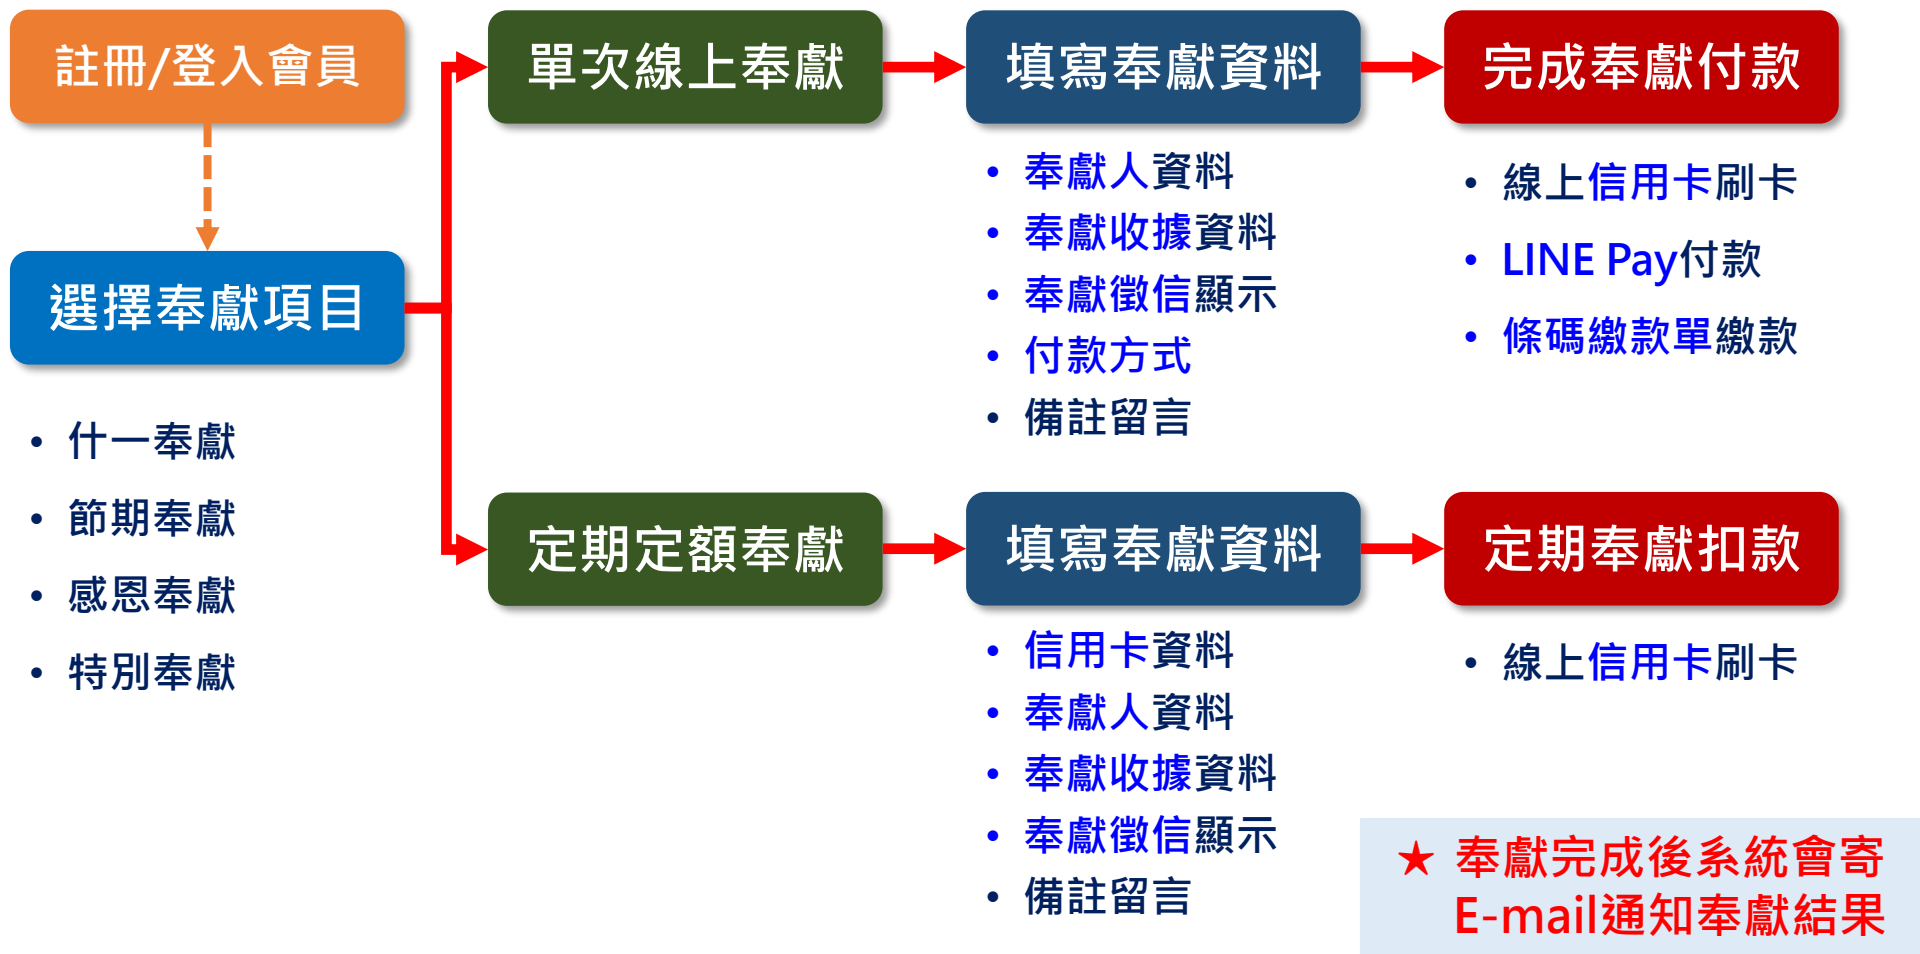 註冊/登入會員
選擇奉獻項目
• 什一奉獻
• 節期奉獻
• 感恩奉獻
• 特別奉獻
單次線上奉獻
填寫奉獻資料
• 奉獻人資料
• 奉獻收據資料
• 奉獻徵信顯示
• 付款方式
• 備註留言
完成奉獻付款
• 線上信用卡刷卡
• LINE Pay付款
• 條碼繳款單繳款
定期定額奉獻
填寫奉獻資料
• 信用卡資料
• 奉獻人資料
• 奉獻收據資料
• 奉獻徵信顯示
• 備註留言
定期奉獻扣款
• 線上信用卡刷卡
★ 奉獻完成後系統會寄
E-mail通知奉獻結果